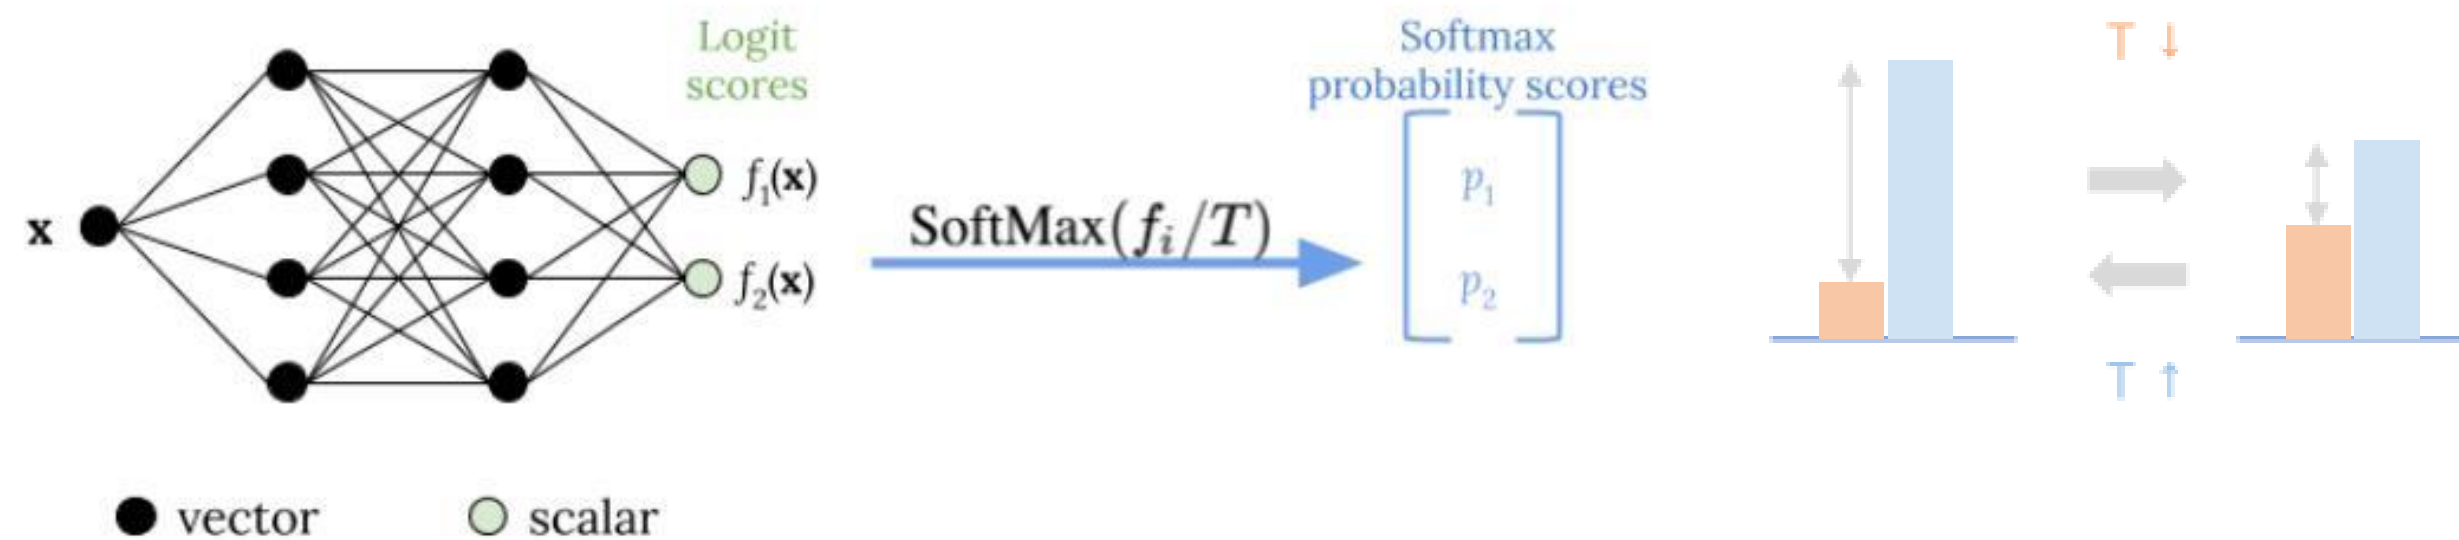 Logit
scores
Softmax
probability scores
T ↓
x
f₁(x)
f₂(x)
SoftMax(fᵢ/T)
p₁
p₂
T ↑
vector
scalar